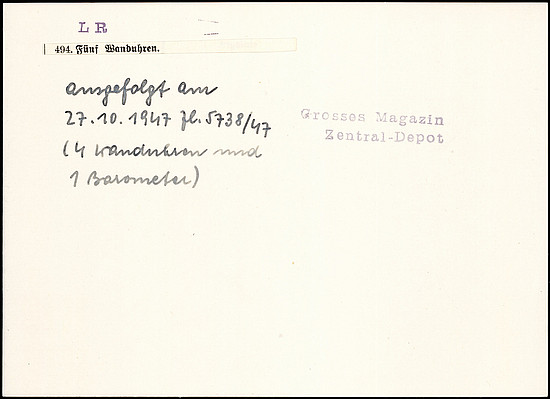 LR
494. Fünf Wanduhren.
ausgefolgt am
27.10.1947 Zl. 5738/47
(4 Wanduhren und
1 Barometer)
Grosses Magazin
Zentral-Depot